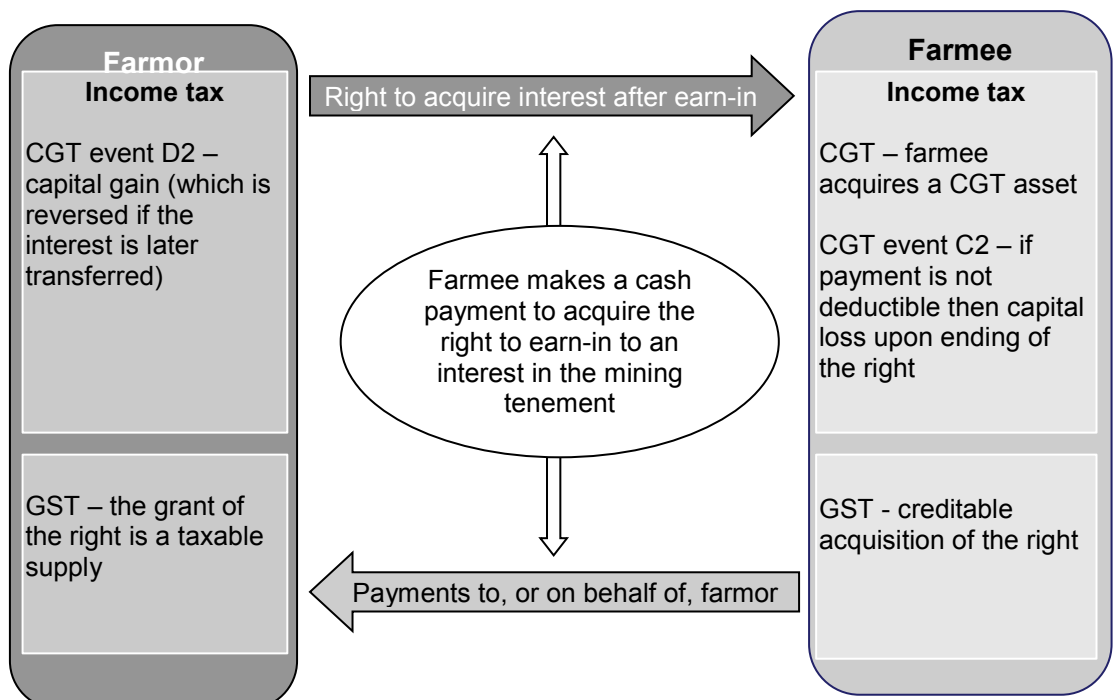 Farmor
Income tax
CGT event D2 –
capital gain (which is
reversed if the
interest is later
transferred)
GST – the grant of
the right is a taxable
supply
Right to acquire interest after earn-in
Farmee makes a cash
payment to acquire the
right to earn-in to an
interest in the mining
tenement
Payments to, or on behalf of, farmor
Farmee
Income tax
CGT – farmee
acquires a CGT asset
CGT event C2 – if
payment is not
deductible then capital
loss upon ending of
the right
GST - creditable
acquisition of the right